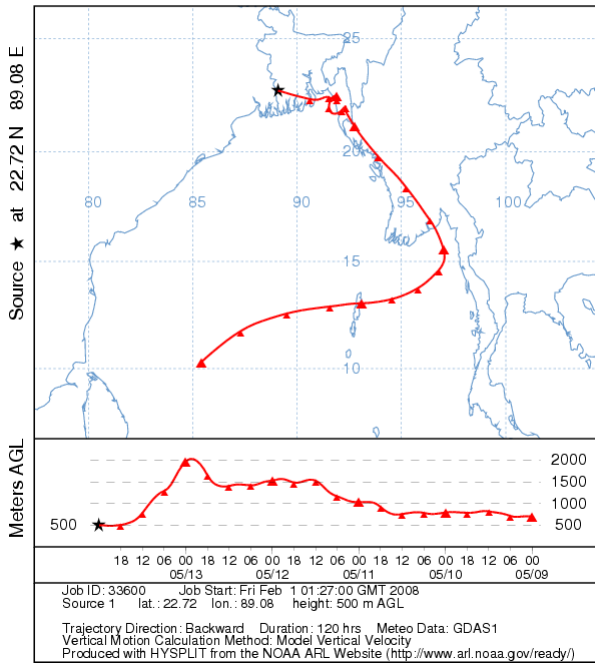 Source ★ at 22.72 N 89.08 E
25
20
80 85 90 95 100
15
10
Meters AGL
2000
1500
1000
500 500
18 12 06 00 18 12 06 00 18 12 06 00 18 12 06 00 18 12 06 00
05/13 05/12 05/11 05/10 05/09
Job ID: 33600 Job Start: Fri Feb 1 01:27:00 GMT 2008
Source 1 lat.: 22.72 lon.: 89.08 height: 500 m AGL
Trajectory Direction: Backward Duration: 120 hrs Meteo Data: GDAS1
Vertical Motion Calculation Method: Model Vertical Velocity
Produced with HYSPLIT from the NOAA ARL Website (http://www.arl.noaa.gov/ready/)